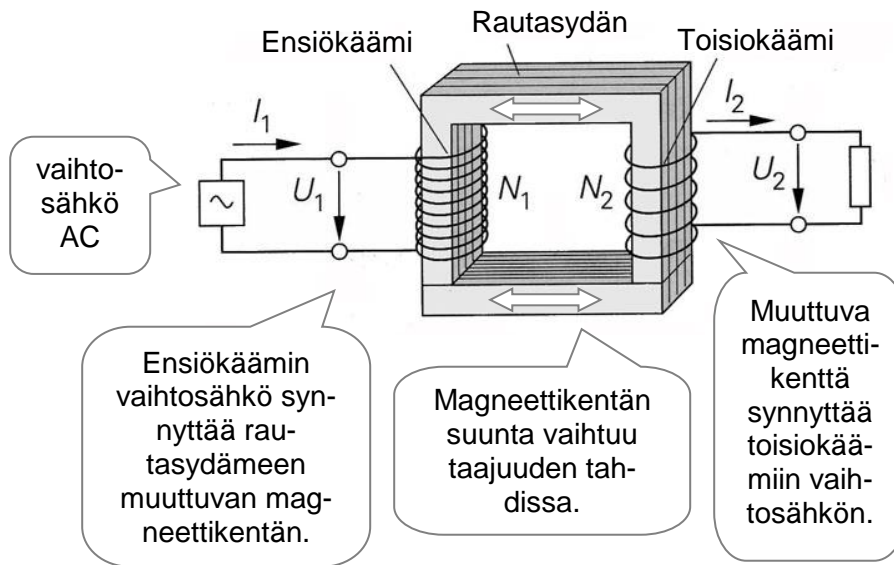 Rautasydän
Ensiökäämi
Toisiokäämi
I1
I2
vaihto-
sähkö
AC
~
U1
N1
N2
U2
Ensiökäämin
vaihtosähkö syn-
nyttää rau-
tasydämeen
muuttuvan mag-
neettikentän.
Magneettikentän
suunta vaihtuu
taajuuden tah-
dissa.
Muuttuva
magneetti-
kenttä
synnyttää
toisiokää-
miin vaih-
tosähkön.